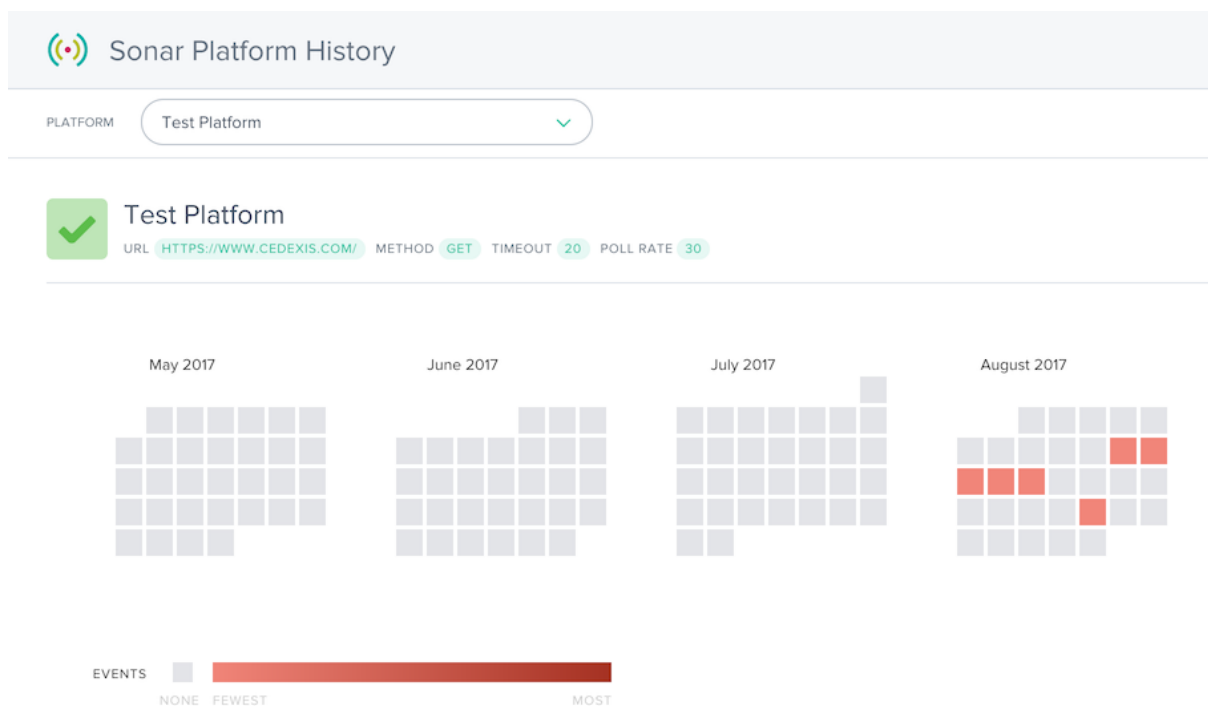 Sonar Platform History
PLATFORM Test Platform
Test Platform
URL HTTPS://WWW.CEDEXIS.COM/ METHOD GET TIMEOUT 20 POLL RATE 30
May 2017 June 2017 July 2017 August 2017
EVENTS
NONE FEWEST MOST